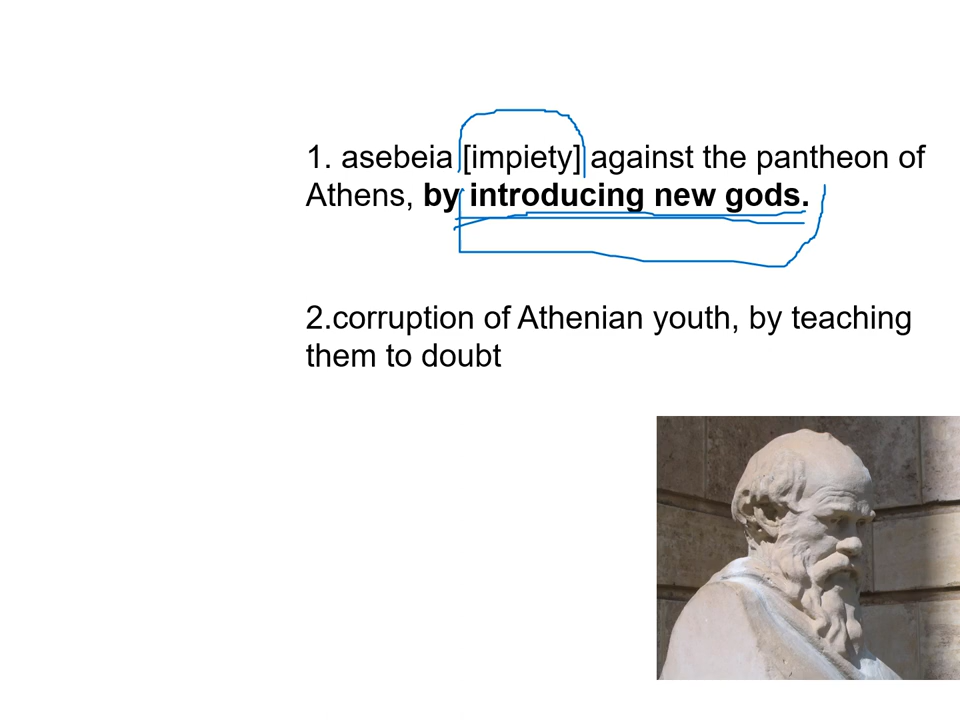 1. asebeia [impiety] against the pantheon of
Athens, by introducing new gods.
2.corruption of Athenian youth, by teaching
them to doubt